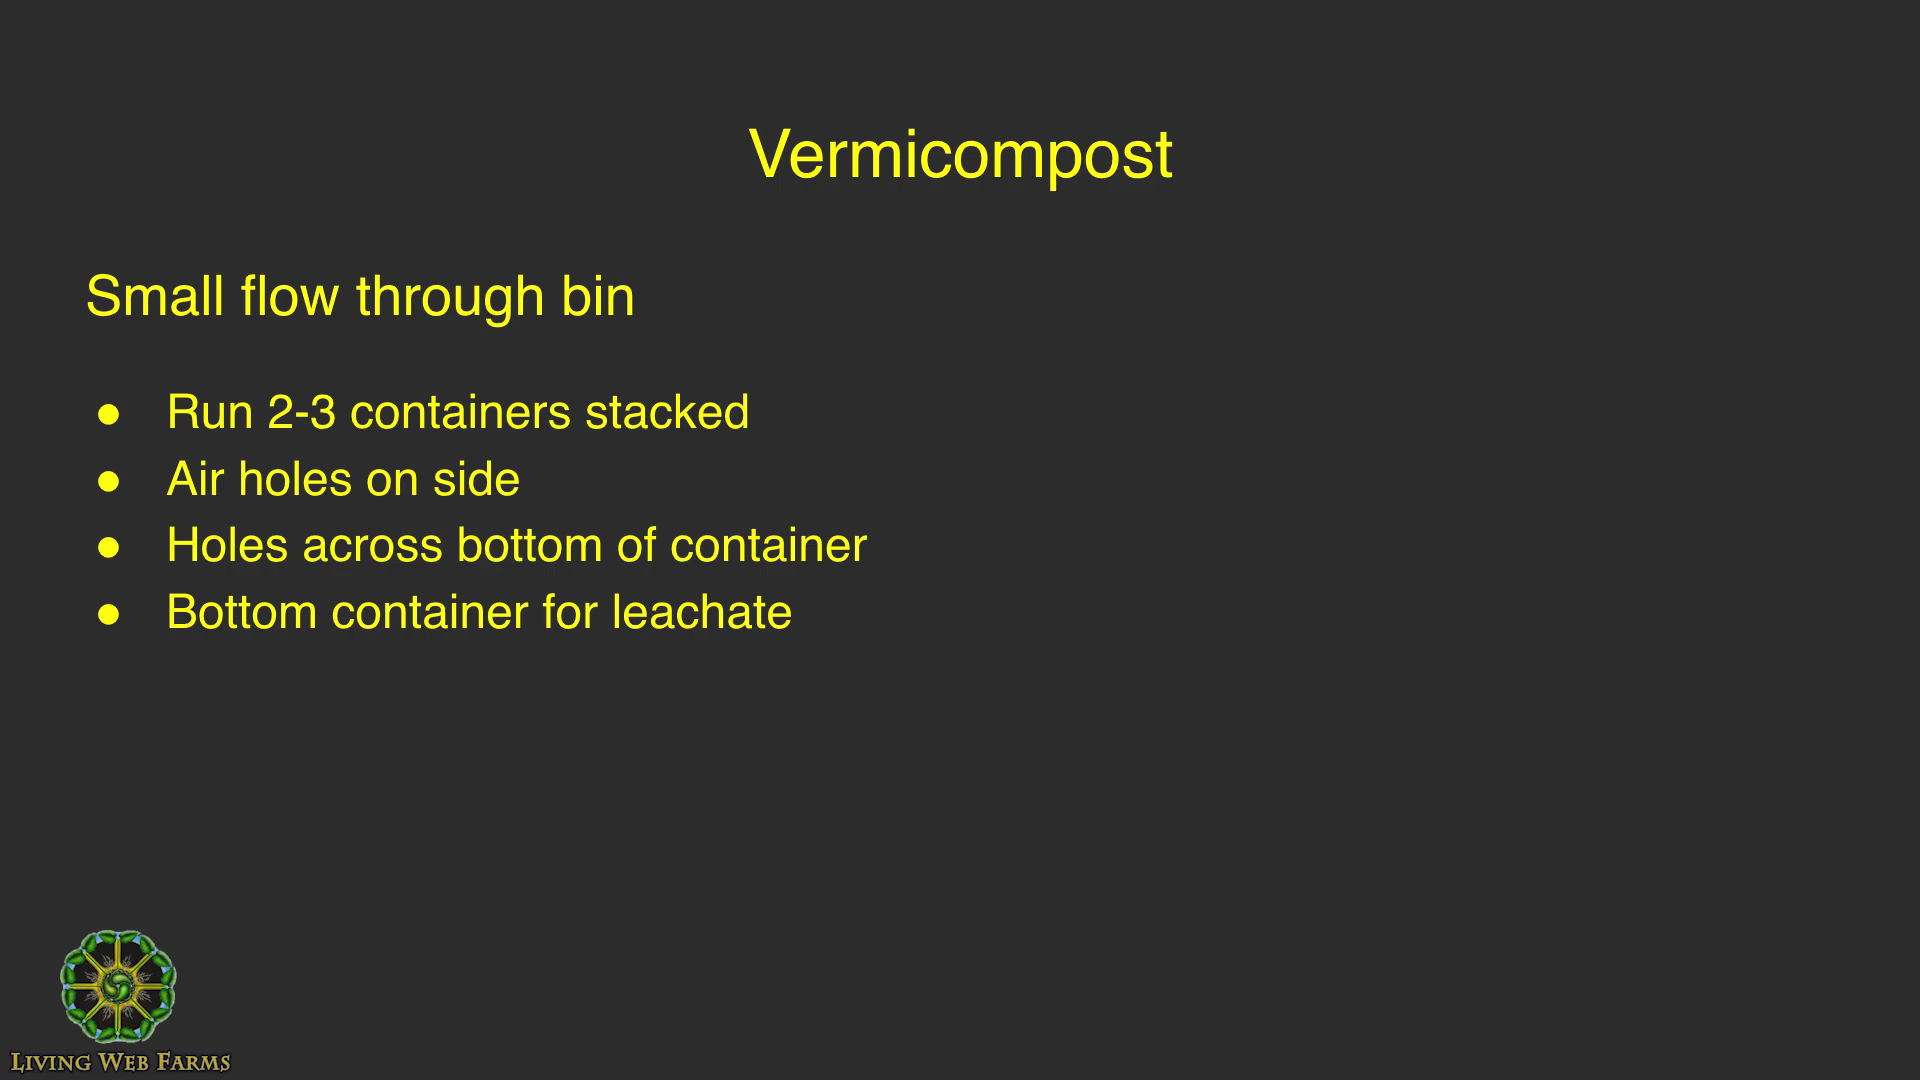 Vermicompost
Small flow through bin
● Run 2-3 containers stacked
● Air holes on side
● Holes across bottom of container
● Bottom container for leachate
Living Web Farms